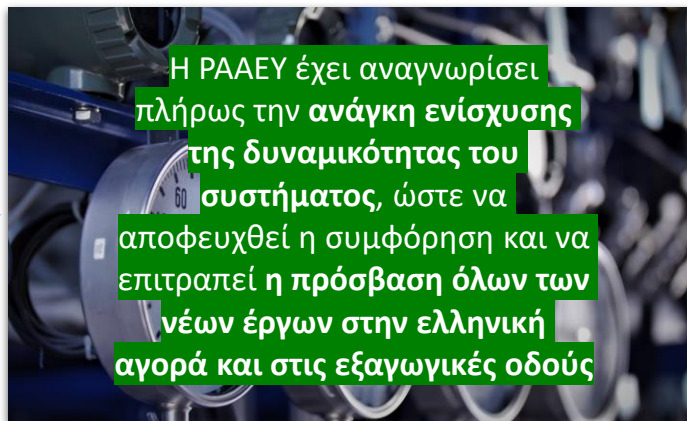 Η ΡΑΑΕΥ έχει αναγνωρίσει
πλήρως την ανάγκη ενίσχυσης
της δυναμικότητας του
συστήματος, ώστε να
αποφευχθεί η συμφόρηση και να
επιτραπεί η πρόσβαση όλων των
νέων έργων στην ελληνική
αγορά και στις εξαγωγικές οδούς
60